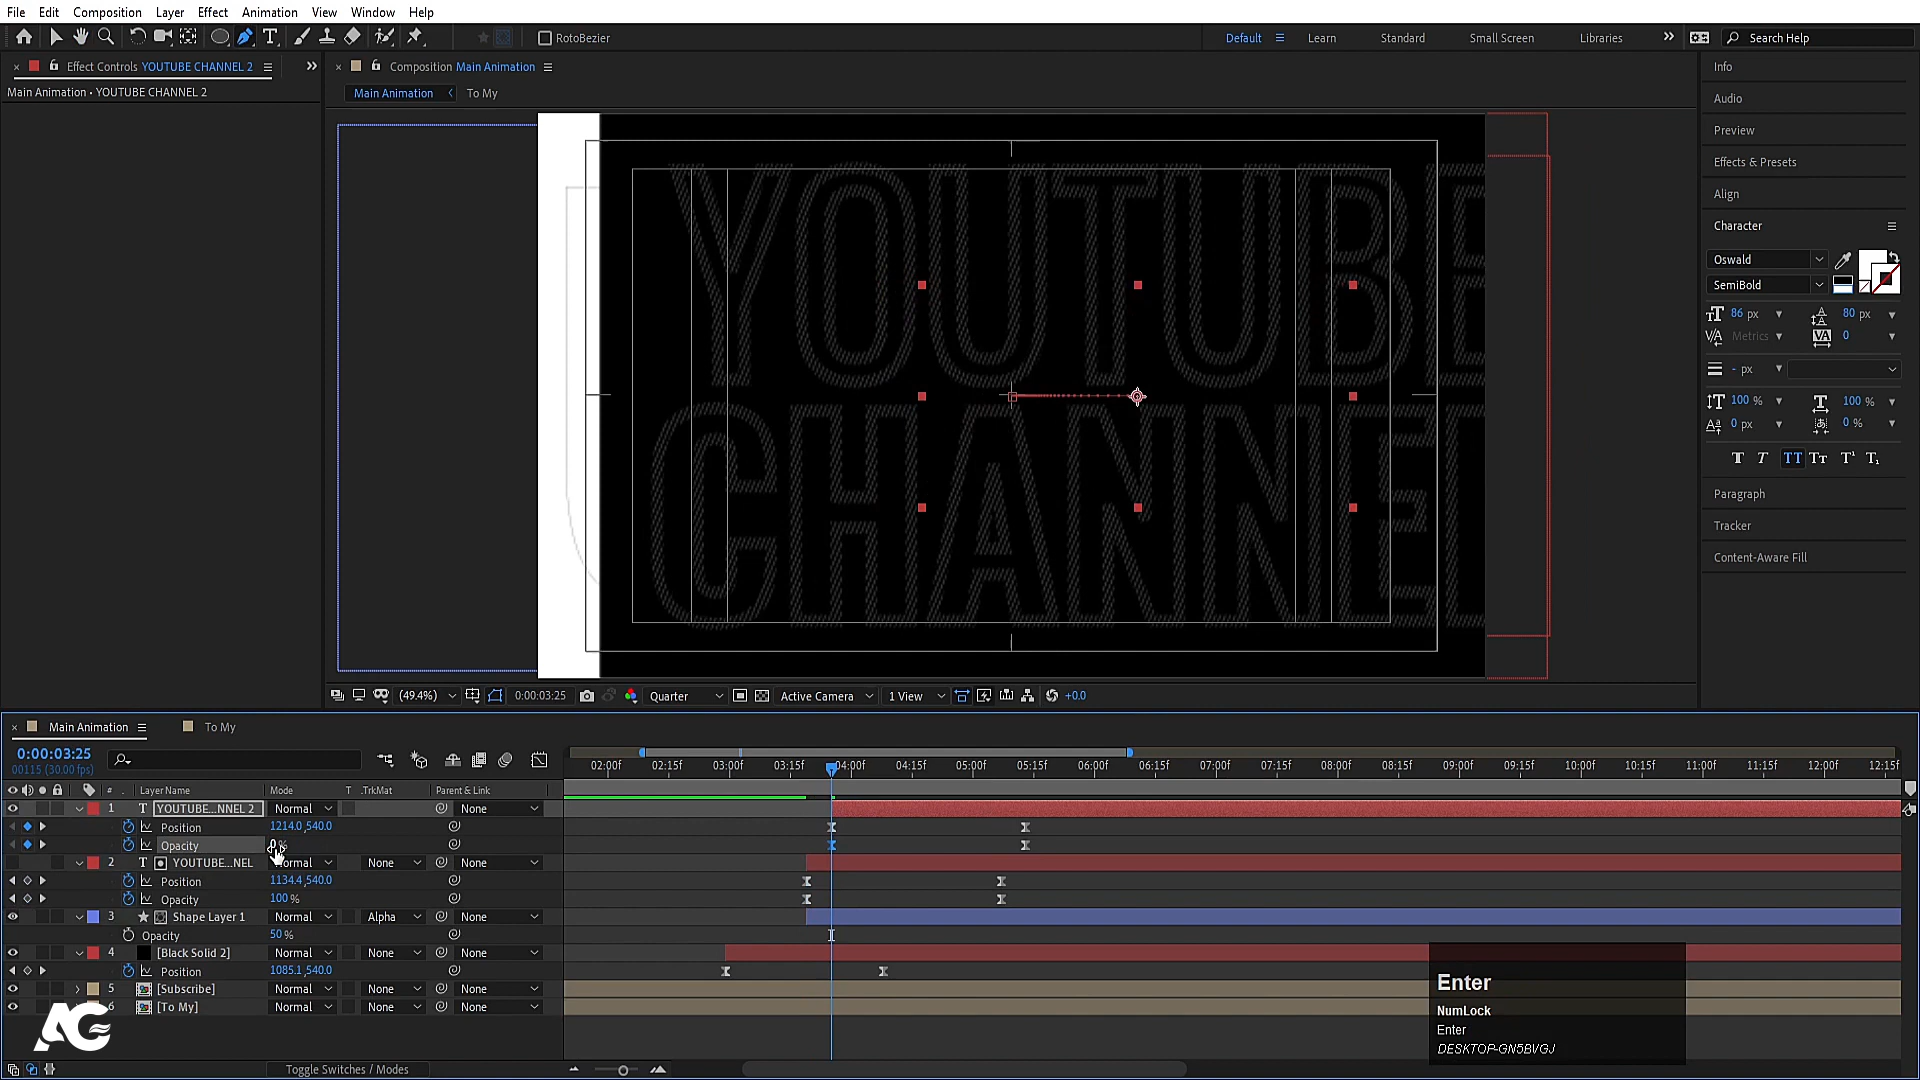 File Edit Composition Layer Effect Animation View Window Help
RotoBezier Default Learn Standard Small Screen Libraries Search Help
Effect Controls YOUTUBE CHANNEL 2
Main Animation • YOUTUBE CHANNEL 2
Composition Main Animation
Main Animation To My
YOUTUBE
CHANNEL
(49.4%) 0:00:03:25 Quarter Active Camera 1 View +0.0
Info
Audio
Preview
Effects & Presets
Align
Character
Oswald
SemiBold
86 px 80 px
Metrics 0
- px
100 % 100 %
0 px 0 %
T T TT Tт T¹ T₁
Paragraph
Tracker
Content-Aware Fill
Main Animation To My
0:00:03:25
00115 (30.00 fps)
02:00f 02:15f 03:00f 03:15f 04:00f 04:15f 05:00f 05:15f 06:00f 06:15f 07:00f 07:15f 08:00f 08:15f 09:00f 09:15f 10:00f 10:15f 11:00f 11:15f 12:00f 12:15f
# Layer Name Mode T .TrkMat Parent & Link
1 T YOUTUBE...NNEL 2 Normal None
Position 1214.0,540.0
Opacity 0 %
2 T YOUTUBE...NEL Normal None None
Position 1134.4,540.0
Opacity 100 %
3 Shape Layer 1 Normal Alpha None
Opacity 50 %
4 [Black Solid 2] Normal None None
Position 1085.1,540.0
5 [Subscribe] Normal None None
6 [To My] Normal None None
Toggle Switches / Modes
AG
Enter
NumLock
Enter
DESKTOP-GN5BVGJ